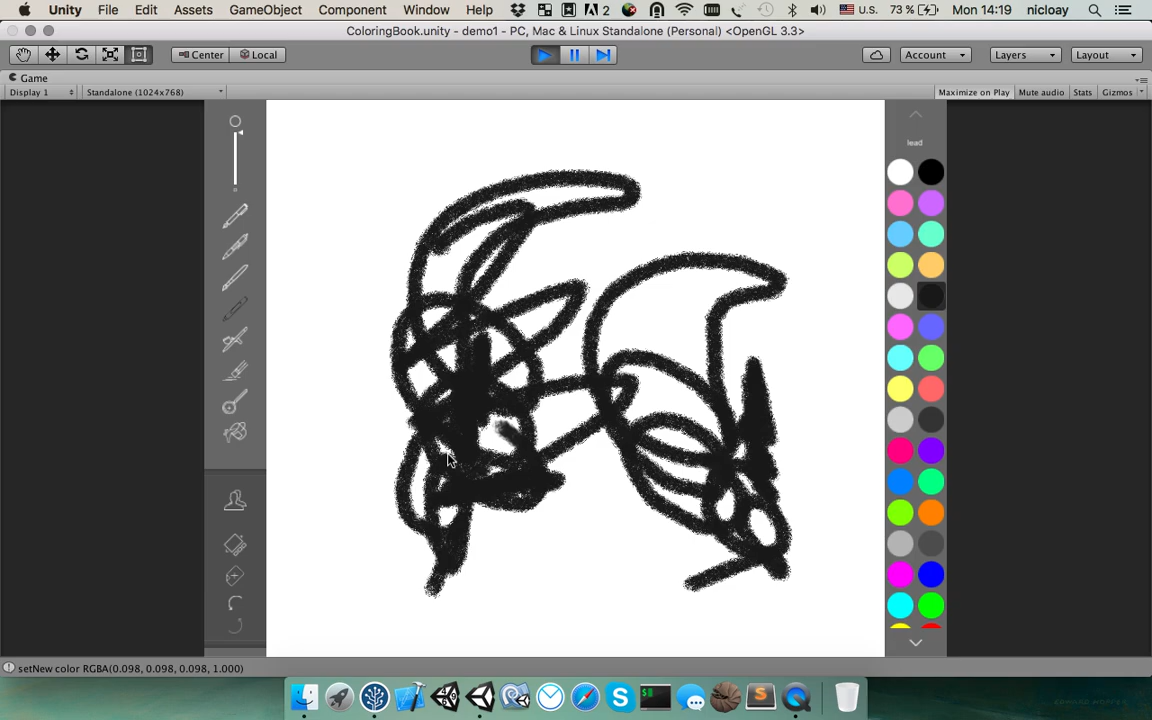 Unity File Edit Assets GameObject Component Window Help 2 U.S. 73 % Mon 14:19 nicloay
ColoringBook.unity - demo1 - PC, Mac & Linux Standalone (Personal) <OpenGL 3.3>
Center Local Account Layers Layout
Game
Display 1 Standalone (1024x768) Maximize on Play Mute audio Stats Gizmos
lead
setNew color RGBA(0.098, 0.098, 0.098, 1.000)